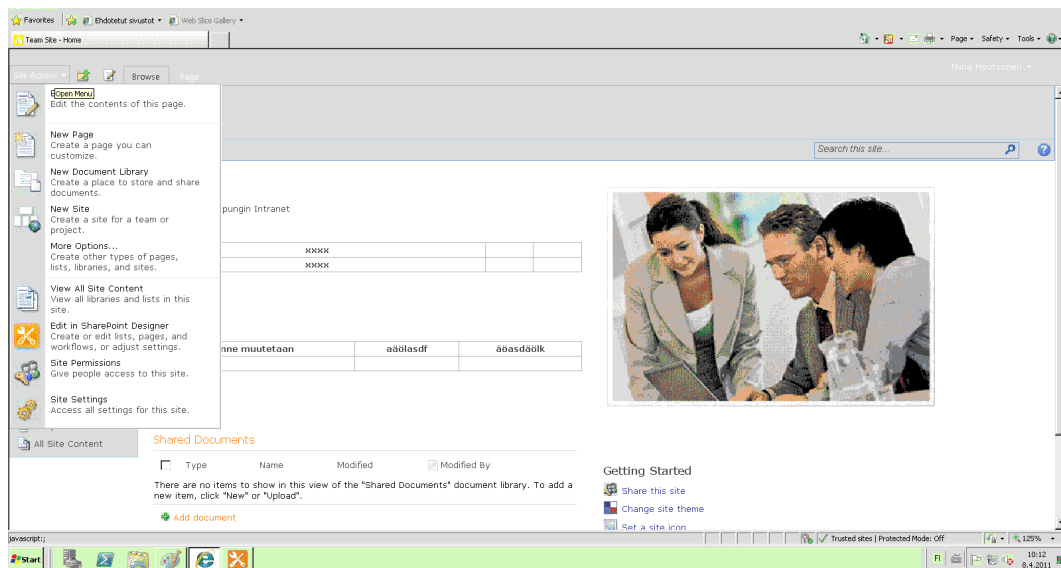 Favorites Ehdotetut sivustot Web Slice Gallery
Team Site - Home Page Safety Tools
Site Actions Browse Page Niina Houtsonen
E Open Menu
Edit the contents of this page.
New Page
Create a page you can
customize.
Search this site...
New Document Library
Create a place to store and share
documents.
New Site
Create a site for a team or
project.
pungin Intranet
More Options...
Create other types of pages,
lists, libraries, and sites.
xxxx
xxxx
View All Site Content
View all libraries and lists in this
site.
Edit in SharePoint Designer
Create or edit lists, pages, and
workflows, or adjust settings.
nne muutetaan aäölasdf äöasdäölk
Site Permissions
Give people access to this site.
Site Settings
Access all settings for this site.
All Site Content
Shared Documents
Type Name Modified Modified By
There are no items to show in this view of the "Shared Documents" document library. To add a
new item, click "New" or "Upload".
Add document
Getting Started
Share this site
Change site theme
Set a site icon
javascript:; Trusted sites | Protected Mode: Off 125%
Start FI 10:12
8.4.2011